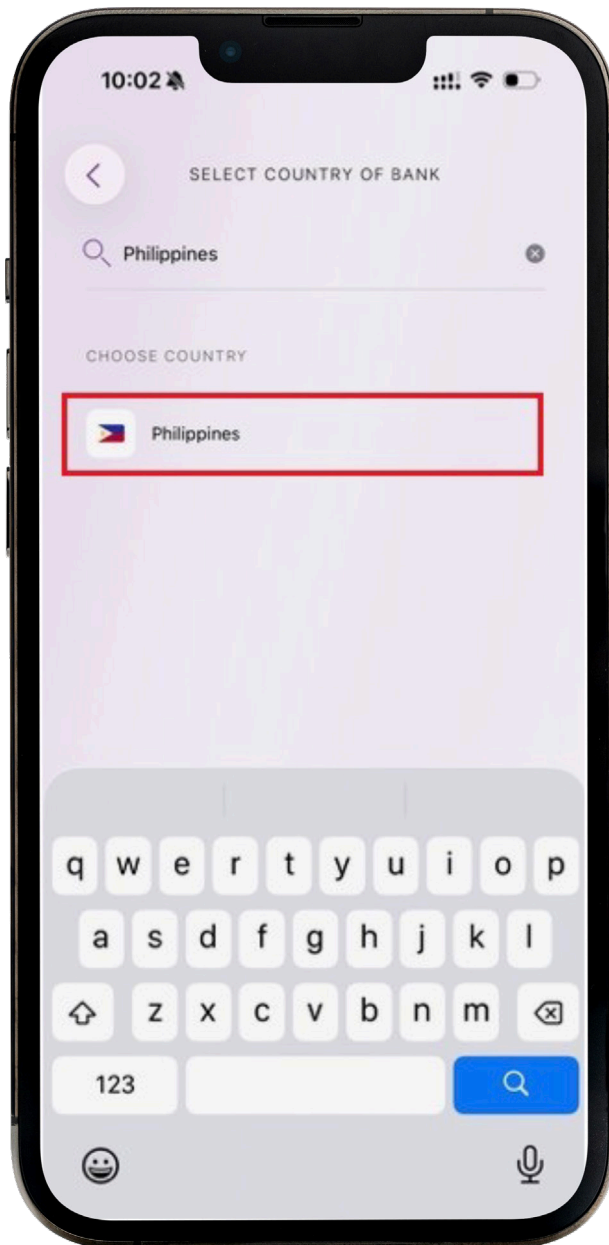 10:02
SELECT COUNTRY OF BANK
Philippines
CHOOSE COUNTRY
Philippines
q w e r t y u i o p
a s d f g h j k l
z x c v b n m
123